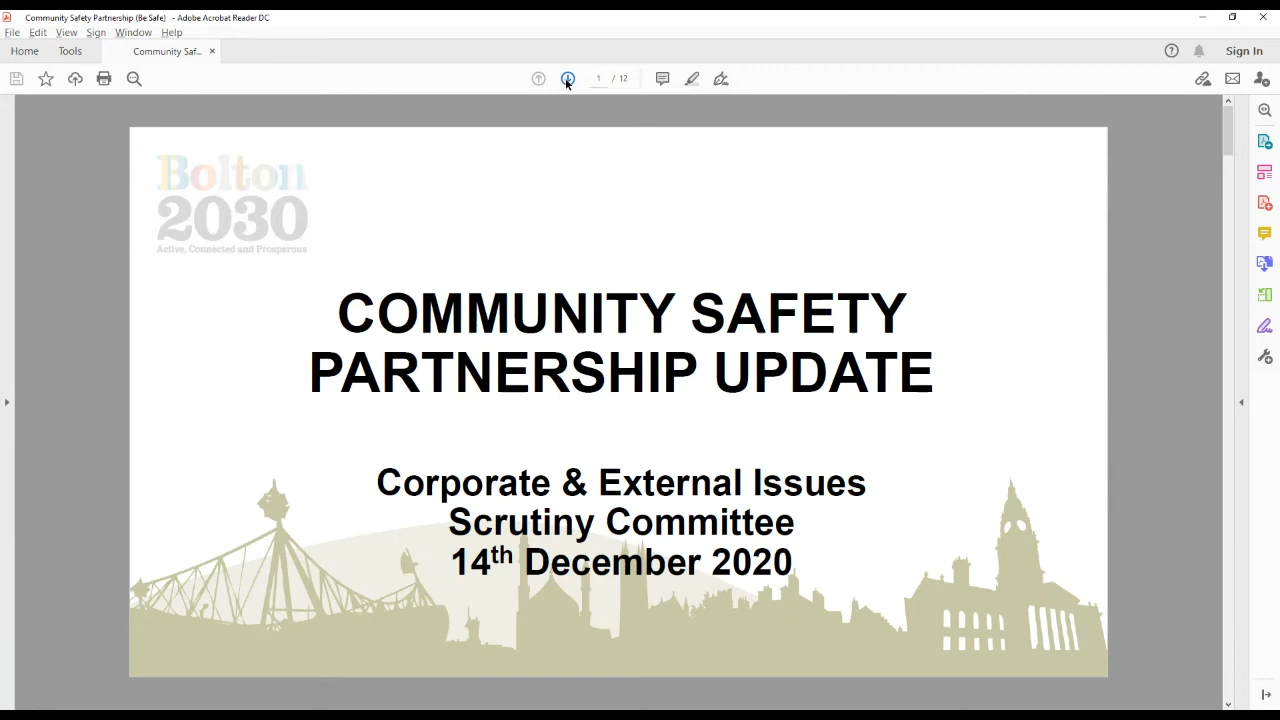 Community Safety Partnership (Be Safe) - Adobe Acrobat Reader DC
File Edit View Sign Window Help
Home Tools Community Saf... × Sign In
1 / 12
Bolton
2030
Active, Connected and Prosperous
COMMUNITY SAFETY
PARTNERSHIP UPDATE
Corporate & External Issues
Scrutiny Committee
14th December 2020